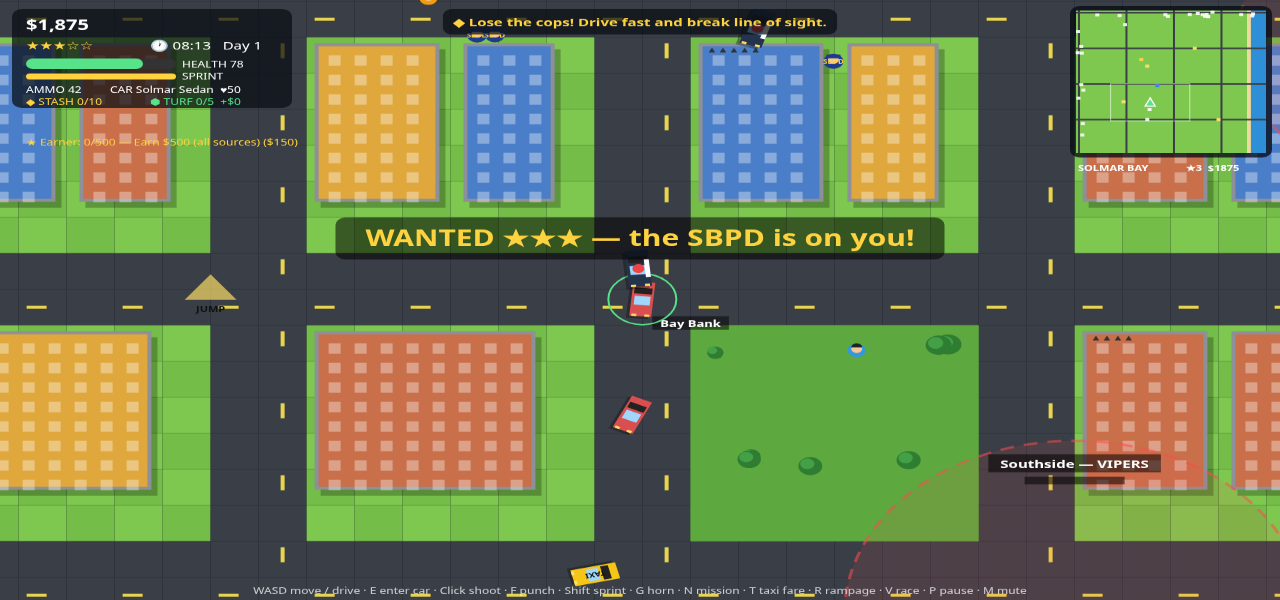 $1,875
★★★☆☆ 08:13 Day 1
HEALTH 78
SPRINT
AMMO 42 CAR Solmar Sedan ♥50
◆ STASH 0/10 ⬢ TURF 0/5 +$0
★ Earner: 0/500 — Earn $500 (all sources) ($150)
◆ Lose the cops! Drive fast and break line of sight.
SBPD
SOLMAR BAY ★3 $1875
WANTED ★★★ — the SBPD is on you!
JUMP
Bay Bank
Southside — VIPERS
TAXI
WASD move / drive · E enter car · Click shoot · F punch · Shift sprint · G horn · N mission · T taxi fare · R rampage · V race · P pause · M mute